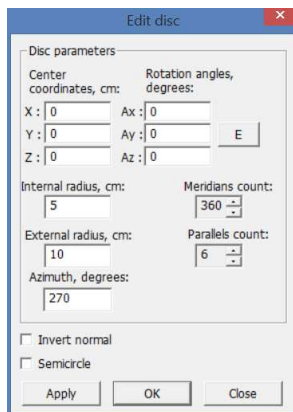 Edit disc
Disc parameters
Center coordinates, cm:
Rotation angles, degrees:
X : 0 Ax : 0
Y : 0 Ay : 0 E
Z : 0 Az : 0
Internal radius, cm: Meridians count:
5 360
External radius, cm: Parallels count:
10 6
Azimuth, degrees:
270
Invert normal
Semicircle
Apply OK Close